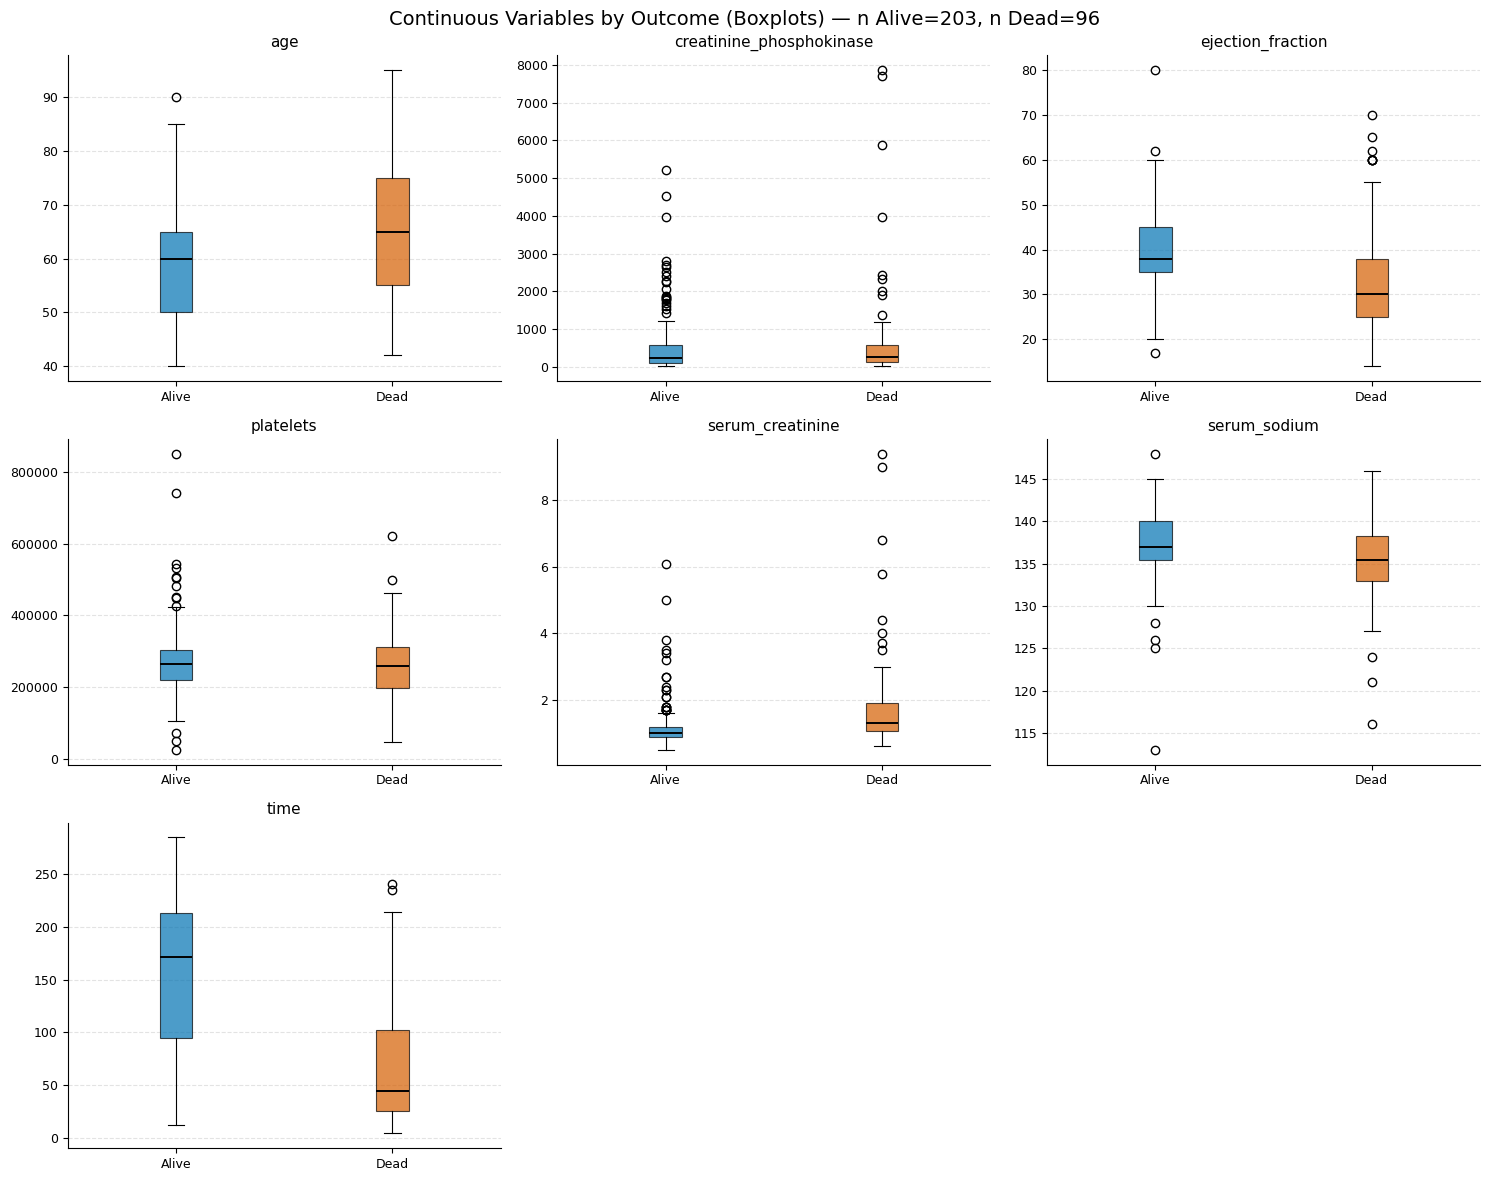 Continuous Variables by Outcome (Boxplots) — n Alive=203, n Dead=96
age
90
80
70
60
50
40
Alive Dead
creatinine_phosphokinase
8000
7000
6000
5000
4000
3000
2000
1000
0
Alive Dead
ejection_fraction
80
70
60
50
40
30
20
Alive Dead
platelets
800000
600000
400000
200000
0
Alive Dead
serum_creatinine
8
6
4
2
Alive Dead
serum_sodium
145
140
135
130
125
120
115
Alive Dead
time
250
200
150
100
50
0
Alive Dead